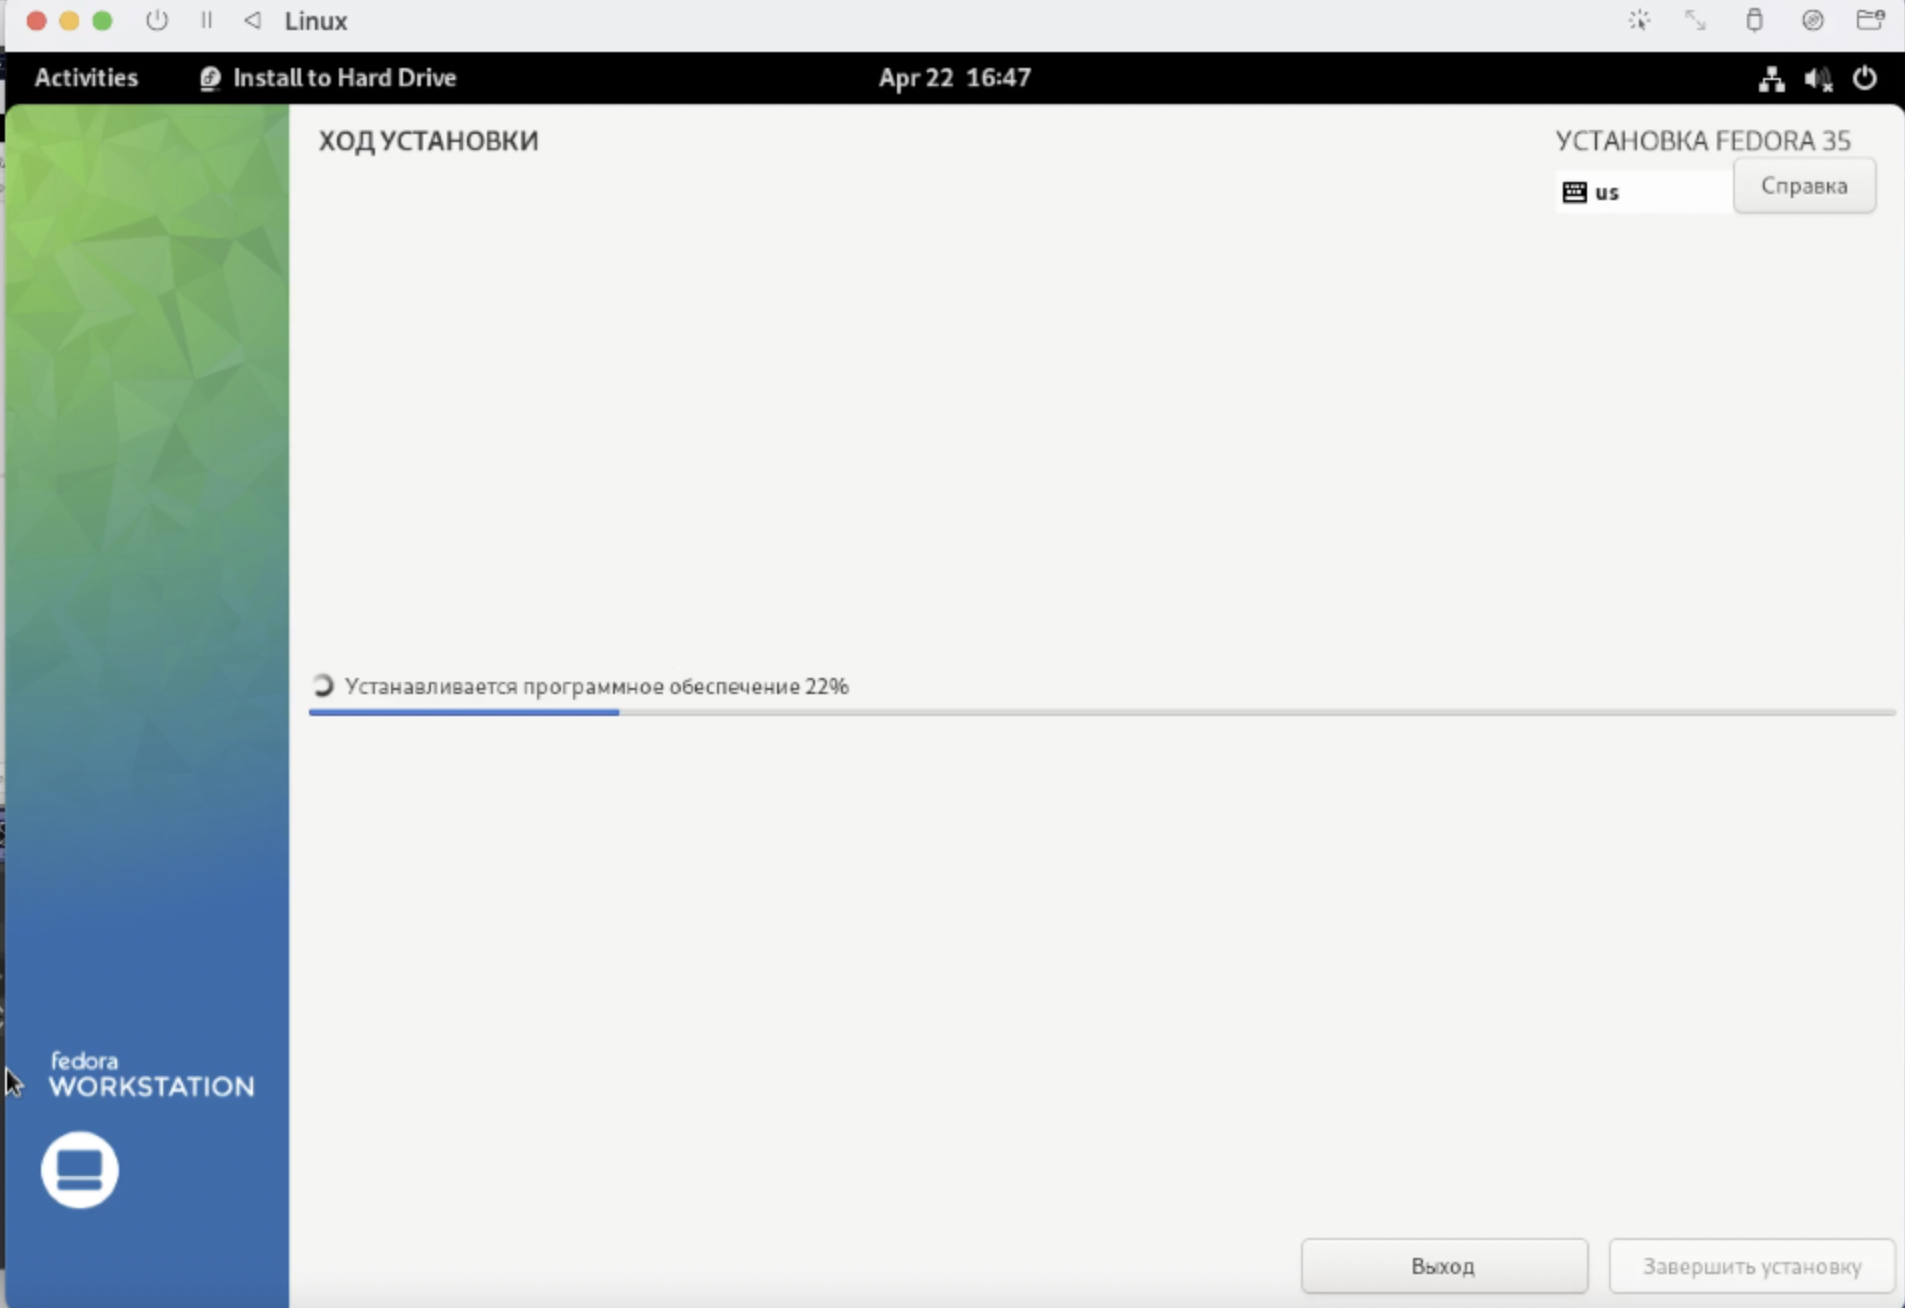 Linux
Activities Install to Hard Drive Apr 22 16:47
ХОД УСТАНОВКИ
УСТАНОВКА FEDORA 35
us
Справка
Устанавливается программное обеспечение 22%
fedora
WORKSTATION
Выход
Завершить установку